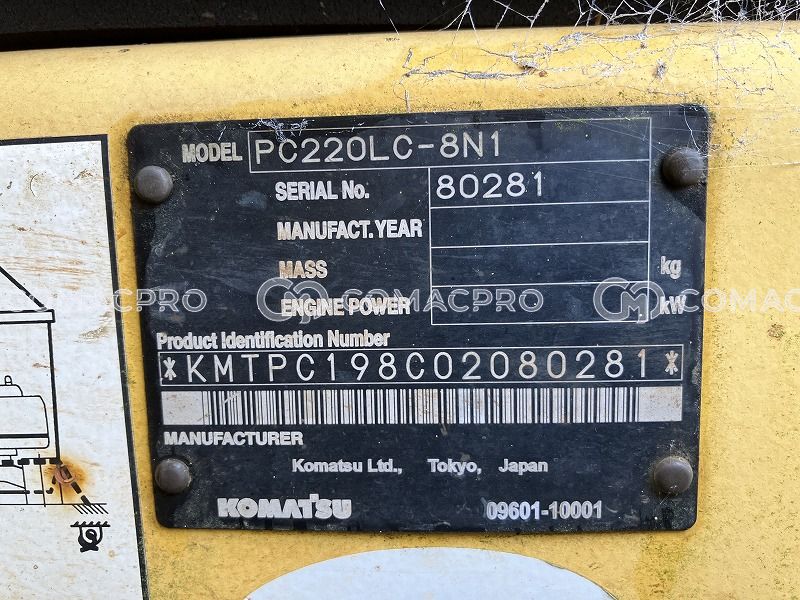 MODEL PC220LC-8N1
SERIAL No. 80281
MANUFACT.YEAR
MASS kg
COMACPRO COMACPRO COMACPRO
ENGINE POWER kW
Product Identification Number
*KMTPC198C02080281*
MANUFACTURER
Komatsu Ltd., Tokyo, Japan
KOMATSU 09601-10001